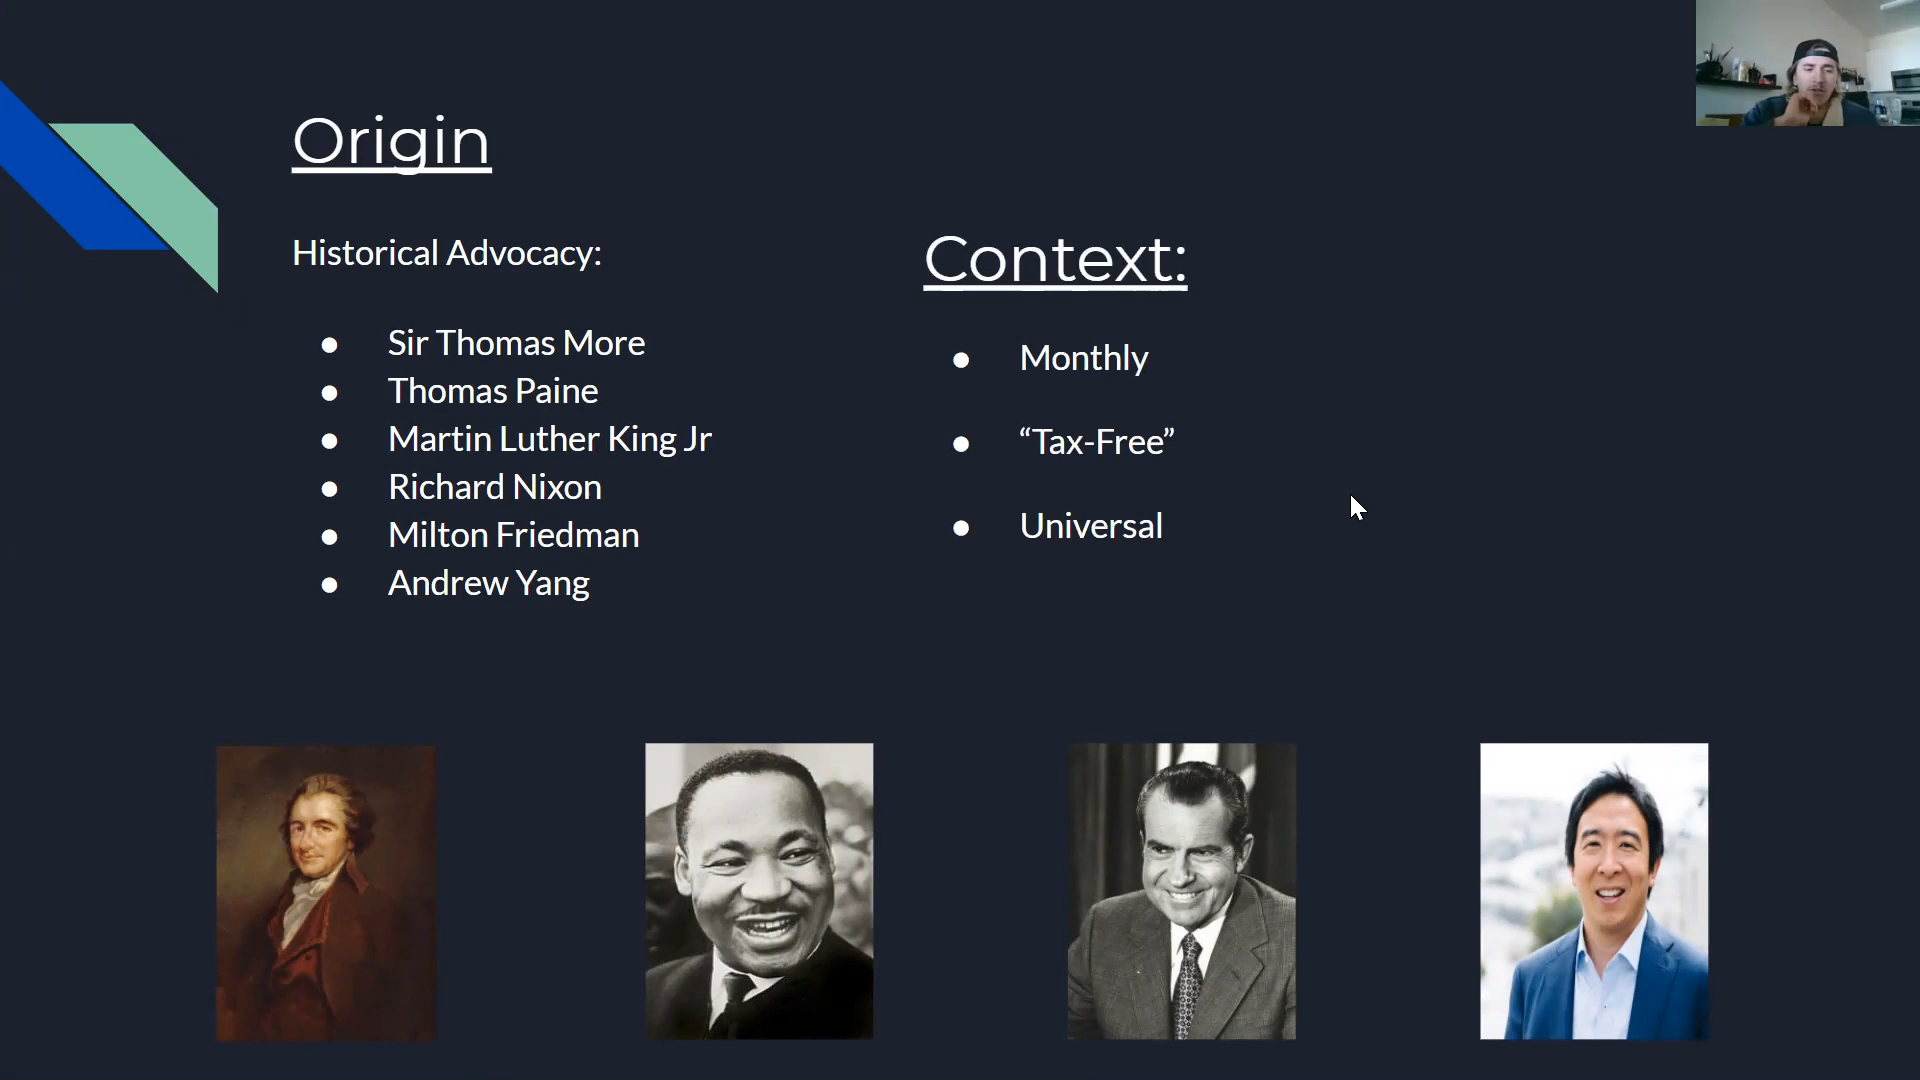 Origin
Historical Advocacy:
● Sir Thomas More
● Thomas Paine
● Martin Luther King Jr
● Richard Nixon
● Milton Friedman
● Andrew Yang
Context:
● Monthly
● “Tax-Free”
● Universal